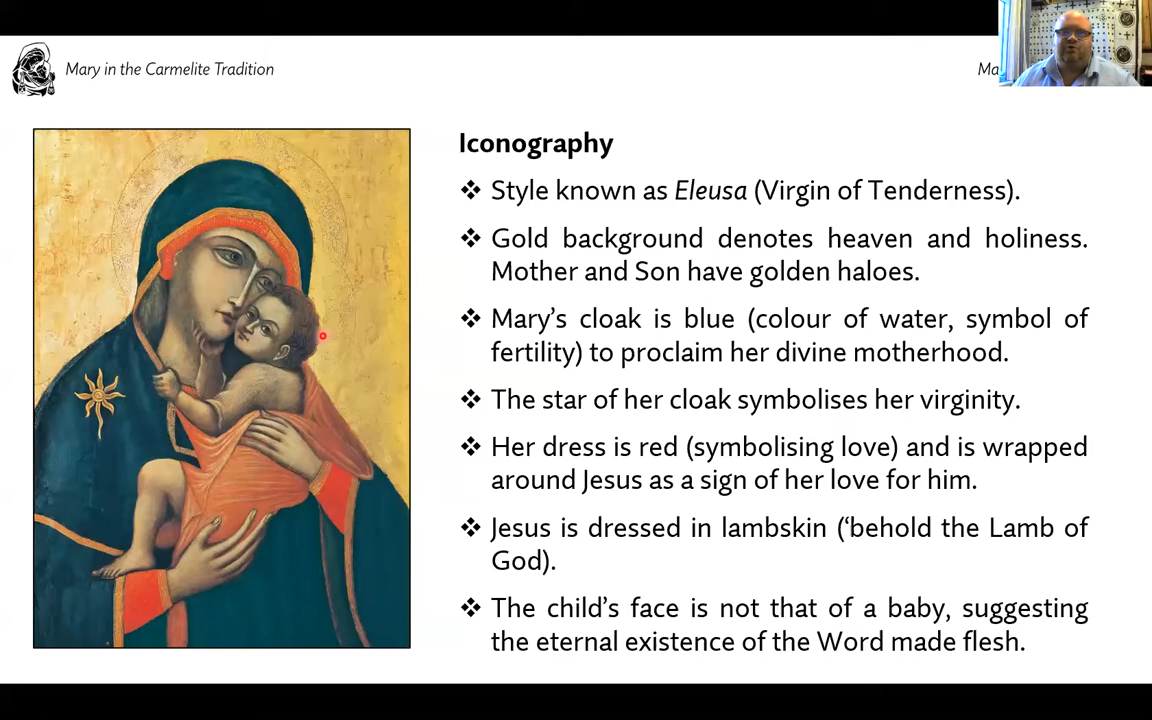 Mary in the Carmelite Tradition
Ma
Iconography
❖ Style known as Eleusa (Virgin of Tenderness).
❖ Gold background denotes heaven and holiness.
Mother and Son have golden haloes.
❖ Mary’s cloak is blue (colour of water, symbol of
fertility) to proclaim her divine motherhood.
❖ The star of her cloak symbolises her virginity.
❖ Her dress is red (symbolising love) and is wrapped
around Jesus as a sign of her love for him.
❖ Jesus is dressed in lambskin (‘behold the Lamb of
God).
❖ The child’s face is not that of a baby, suggesting
the eternal existence of the Word made flesh.